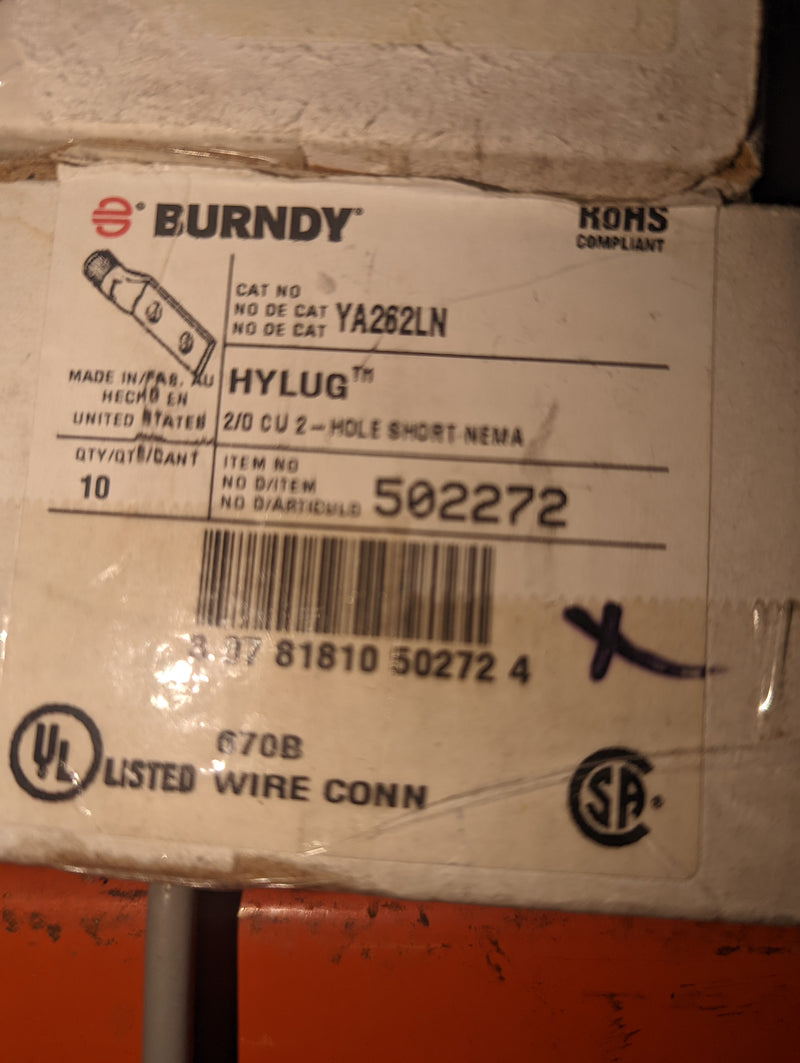 BURNDY®
RoHS
COMPLIANT
CAT NO
NO DE CAT YA262LN
NO DE CAT
MADE IN/FAB. AU
HECHO EN
UNITED STATES
HYLUG™
2/0 CU 2-HOLE SHORT NEMA
QTY/QTE/CANT
10
ITEM NO
NO D/ITEM
NO D/ARTICULO 502272
81810 50272 4
UL LISTED
670B
WIRE CONN
SA®